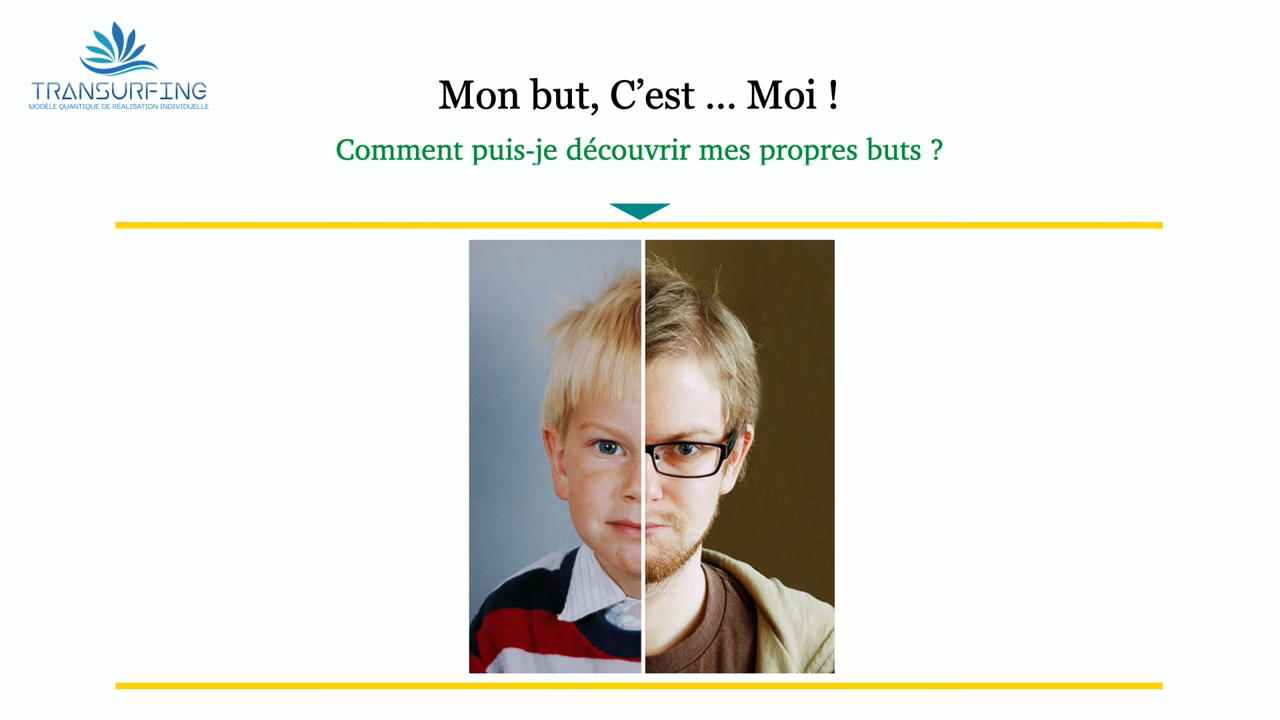 TRANSURFING
MODÈLE QUANTIQUE DE RÉALISATION INDIVIDUELLE
Mon but, C’est ... Moi !
Comment puis-je découvrir mes propres buts ?